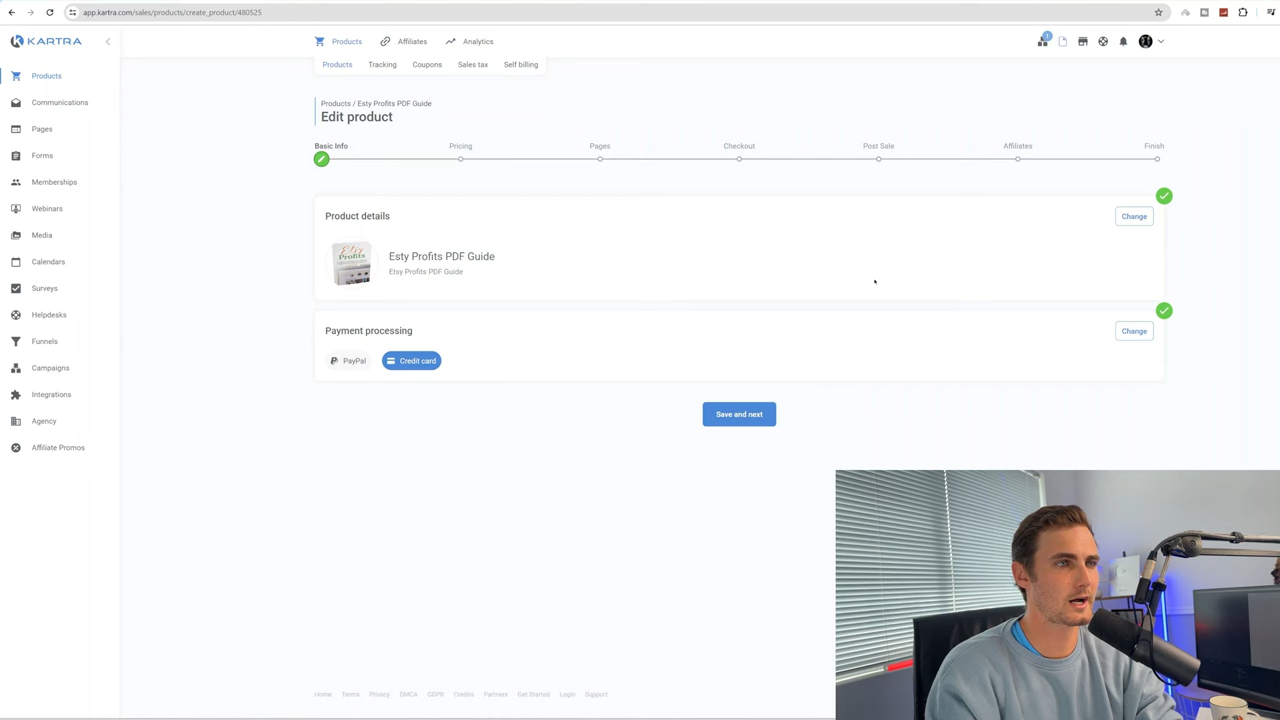 app.kartra.com/sales/products/create_product/480525
KARTRA
Products
Affiliates
Analytics
1
Products
Tracking
Coupons
Sales tax
Self billing
Products
Communications
Pages
Forms
Memberships
Webinars
Media
Calendars
Surveys
Helpdesks
Funnels
Campaigns
Integrations
Agency
Affiliate Promos
Products / Esty Profits PDF Guide
Edit product
Basic Info
Pricing
Pages
Checkout
Post Sale
Affiliates
Finish
Product details
Change
Etsy
Profits
Esty Profits PDF Guide
Etsy Profits PDF Guide
Payment processing
Change
PayPal
Credit card
Save and next
Home
Terms
Privacy
DMCA
GDPR
Credits
Partners
Get Started
Login
Support